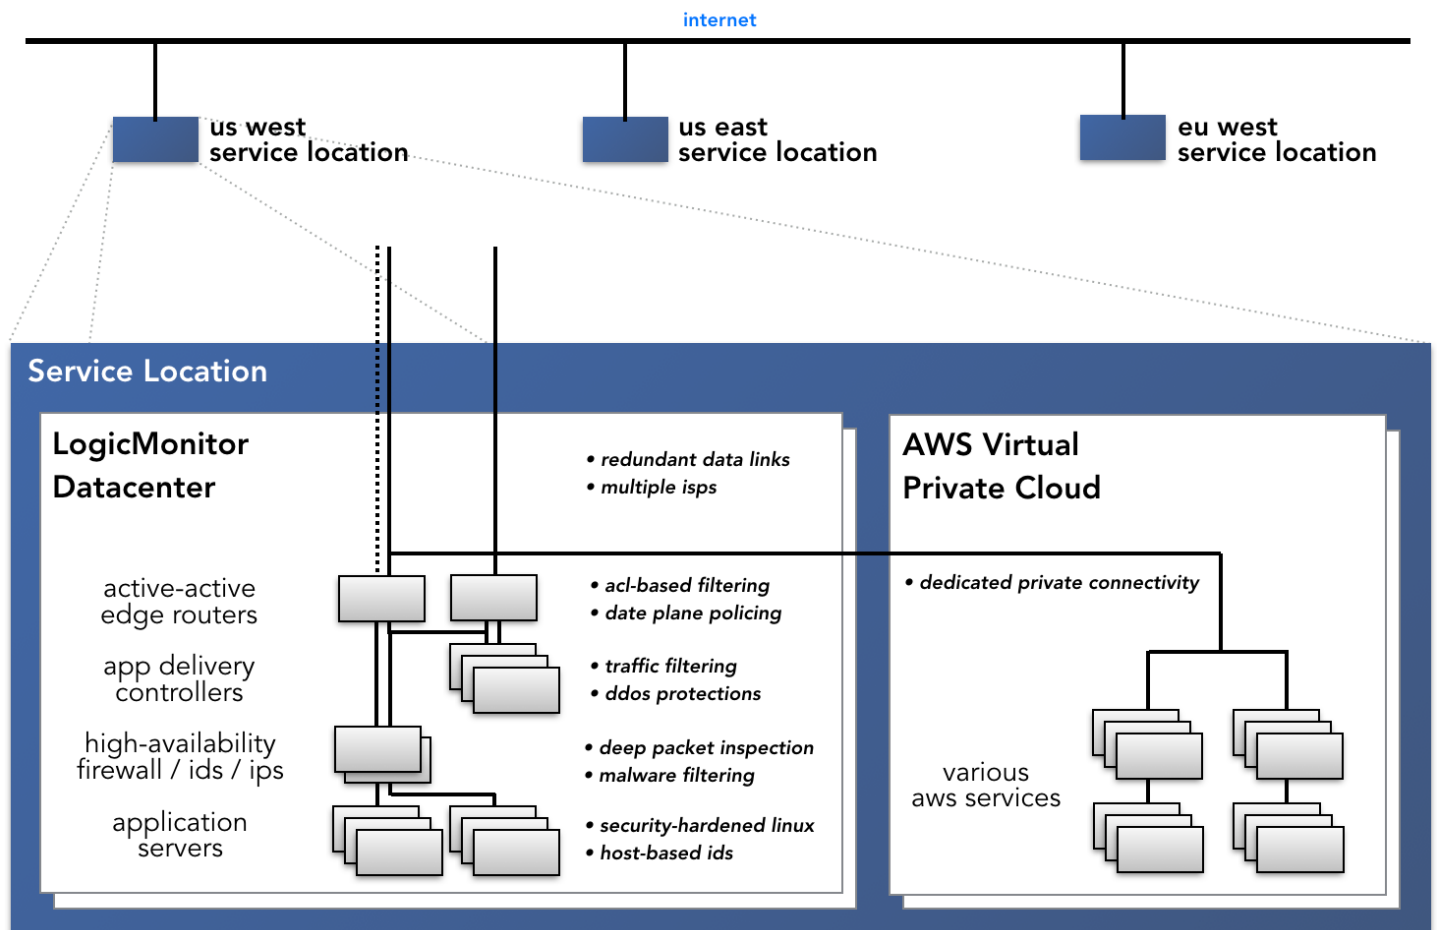 internet
us west
service location
us east
service location
eu west
service location
Service Location
LogicMonitor
Datacenter
• redundant data links
• multiple isps
active-active
edge routers
• acl-based filtering
• date plane policing
app delivery
controllers
• traffic filtering
• ddos protections
high-availability
firewall / ids / ips
• deep packet inspection
• malware filtering
application
servers
• security-hardened linux
• host-based ids
AWS Virtual
Private Cloud
• dedicated private connectivity
various
aws services